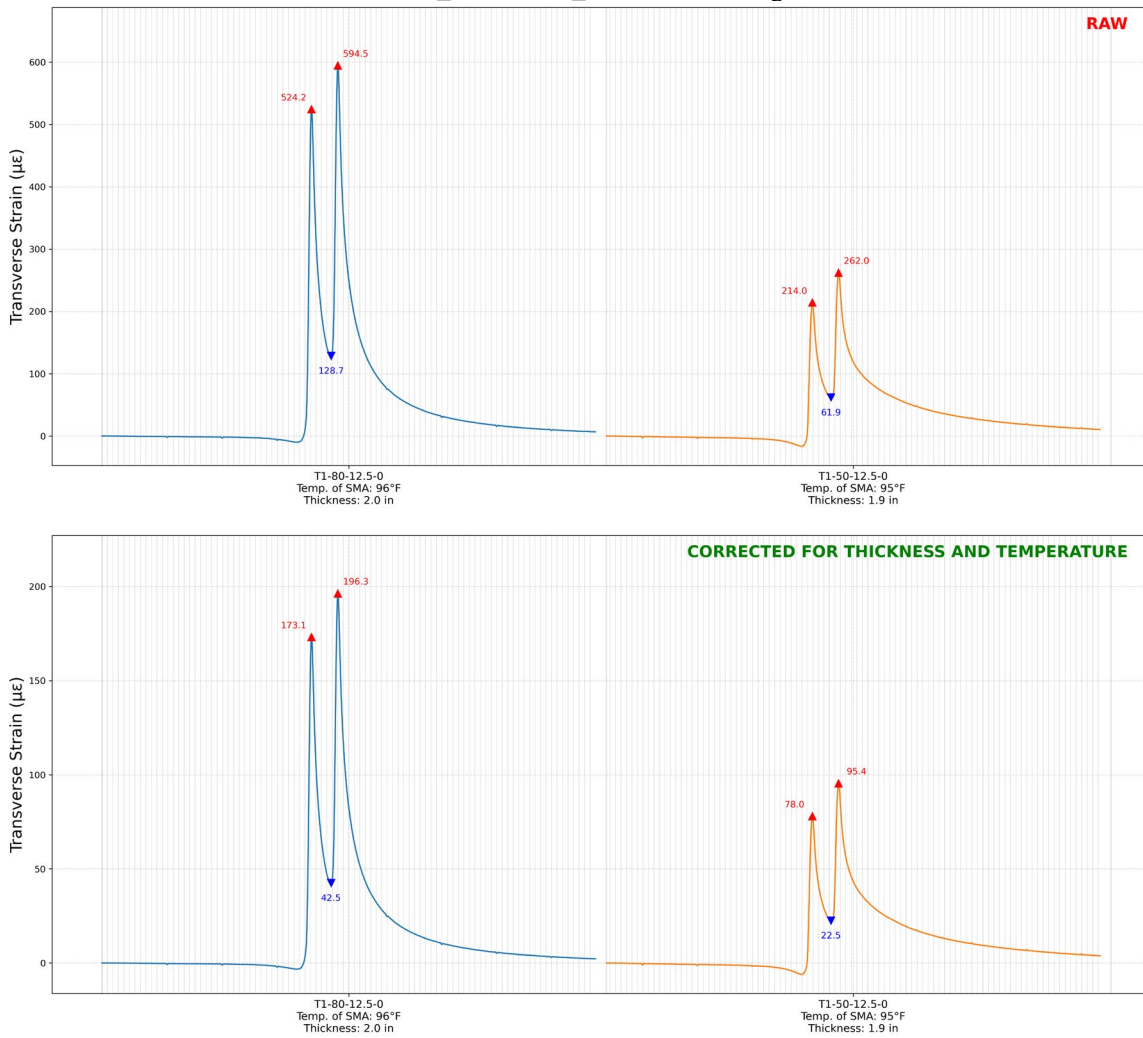 RAW
Transverse Strain (με)
600
500
400
300
200
100
0
524.2
594.5
128.7
214.0
262.0
61.9
T1-80-12.5-0
Temp. of SMA: 96°F
Thickness: 2.0 in
T1-50-12.5-0
Temp. of SMA: 95°F
Thickness: 1.9 in
CORRECTED FOR THICKNESS AND TEMPERATURE
Transverse Strain (με)
200
150
100
50
0
173.1
196.3
42.5
78.0
95.4
22.5
T1-80-12.5-0
Temp. of SMA: 96°F
Thickness: 2.0 in
T1-50-12.5-0
Temp. of SMA: 95°F
Thickness: 1.9 in